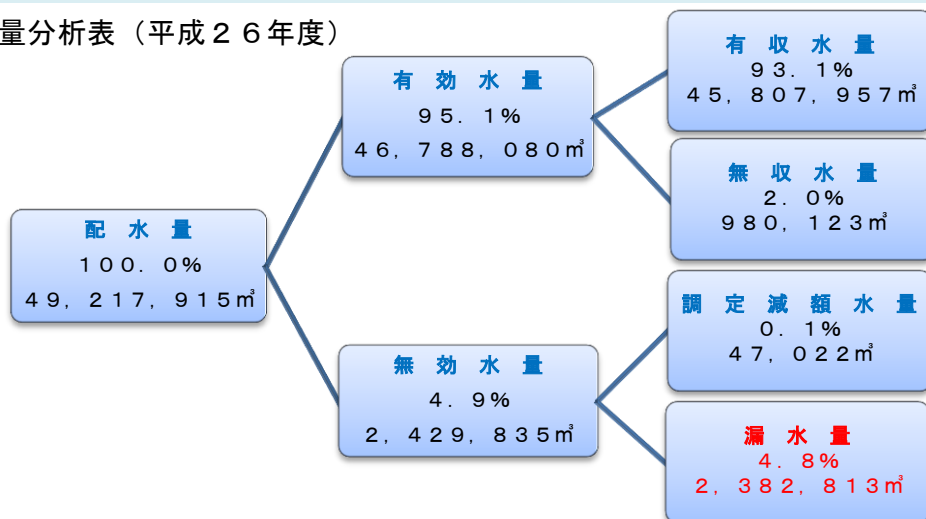 量分析表（平成２６年度）
配水量
１００．０％
４９，２１７，９１５㎥
有効水量
９５．１％
４６，７８８，０８０㎥
無効水量
４．９％
２，４２９，８３５㎥
有収水量
９３．１％
４５，８０７，９５７㎥
無収水量
２．０％
９８０，１２３㎥
調定減額水量
０．１％
４７，０２２㎥
漏水量
４．８％
２，３８２，８１３㎥